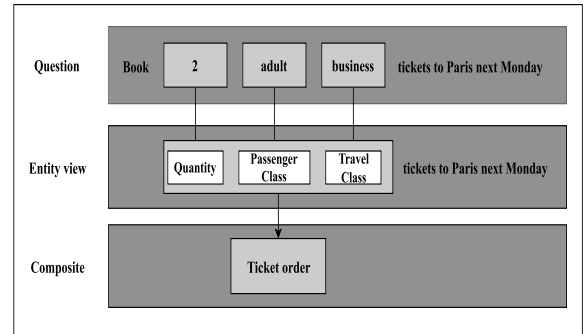 Question Book 2 adult business tickets to Paris next Monday
Entity view Quantity Passenger Class Travel Class tickets to Paris next Monday
Composite Ticket order